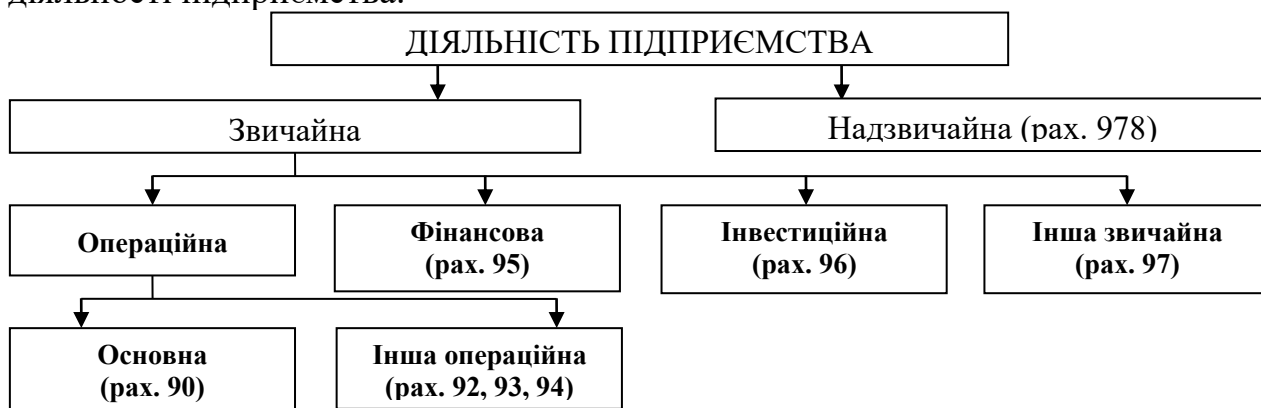 діяльності підприємства.
ДІЯЛЬНІСТЬ ПІДПРИЄМСТВА
Звичайна
Надзвичайна (рах. 978)
Операційна
Фінансова
(рах. 95)
Інвестиційна
(рах. 96)
Інша звичайна
(рах. 97)
Основна
(рах. 90)
Інша операційна
(рах. 92, 93, 94)